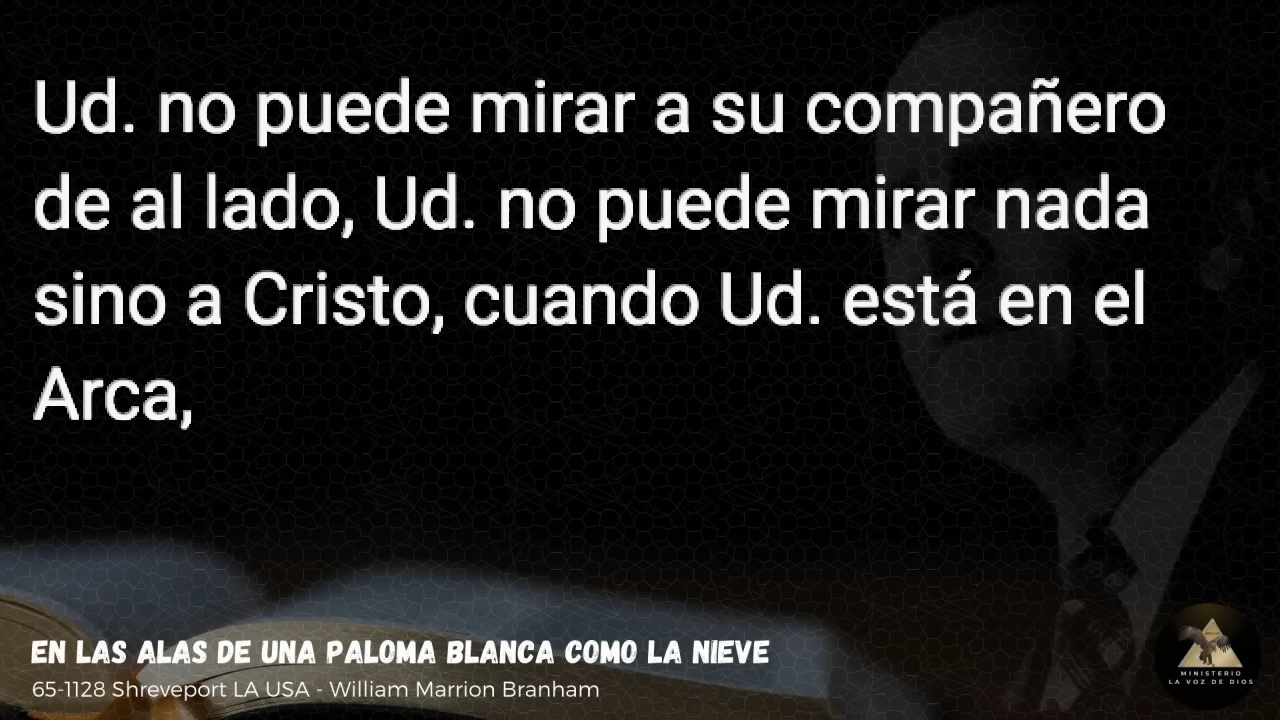 Ud. no puede mirar a su compañero
de al lado, Ud. no puede mirar nada
sino a Cristo, cuando Ud. está en el
Arca,
EN LAS ALAS DE UNA PALOMA BLANCA COMO LA NIEVE
65-1128 Shreveport LA USA - William Marrion Branham
MINISTERIO
LA VOZ DE DIOS